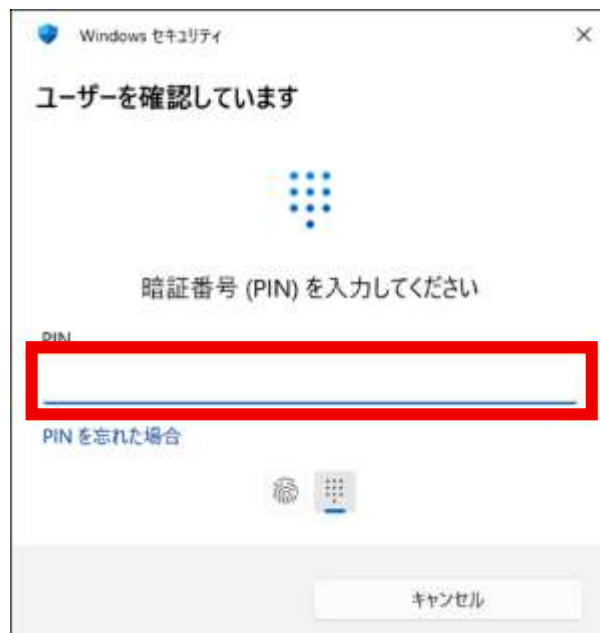 Windows セキュリティ
ユーザーを確認しています
暗証番号 (PIN) を入力してください
PIN
PIN を忘れた場合
キャンセル